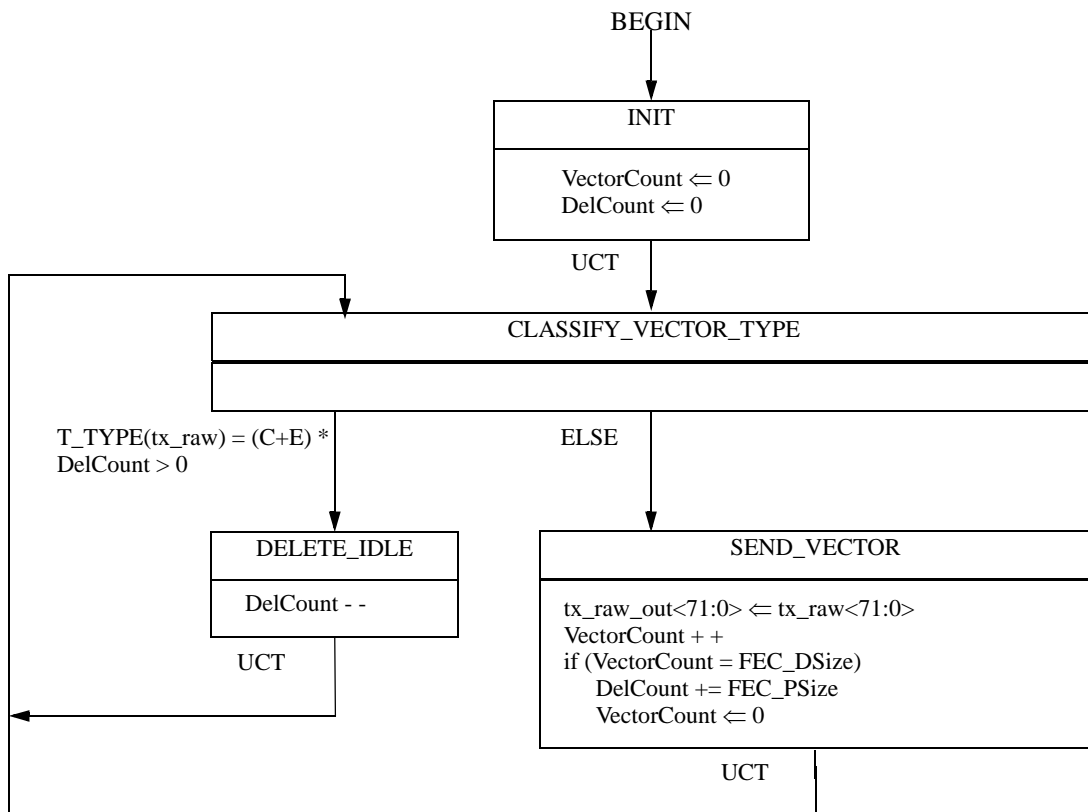 BEGIN
INIT
VectorCount ⇐ 0
DelCount ⇐ 0
UCT
CLASSIFY_VECTOR_TYPE
T_TYPE(tx_raw) = (C+E) *
DelCount > 0
ELSE
DELETE_IDLE
DelCount - -
UCT
SEND_VECTOR
tx_raw_out<71:0> ⇐ tx_raw<71:0>
VectorCount + +
if (VectorCount = FEC_DSize)
DelCount += FEC_PSize
VectorCount ⇐ 0
UCT